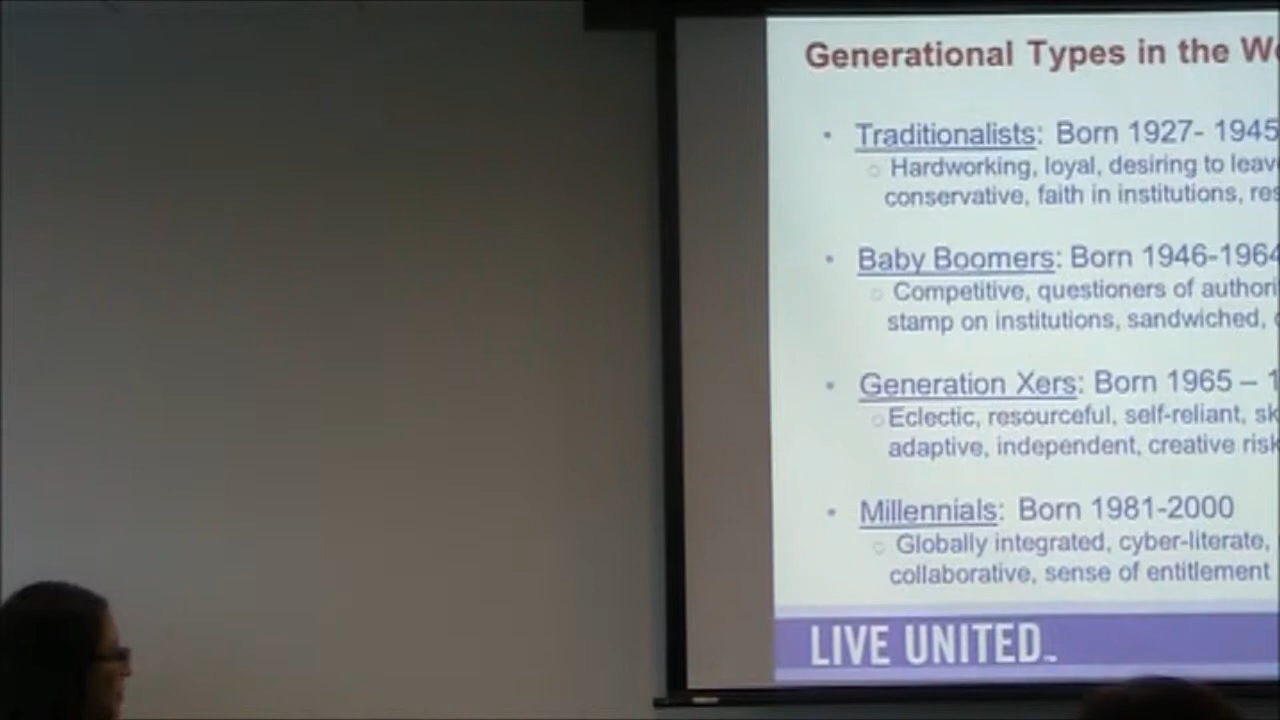 Generational Types in the
• Traditionalists: Born 1927- 1945
○ Hardworking, loyal, desiring to
conservative, faith in institutions,
• Baby Boomers: Born 1946-1964
○ Competitive, questioners of
stamp on institutions, sandwiched,
• Generation Xers: Born 1965 –
○ Eclectic, resourceful, self-reliant,
adaptive, independent, creative
• Millennials: Born 1981-2000
○ Globally integrated, cyber-literate,
collaborative, sense of entitlement
LIVE UNITED™